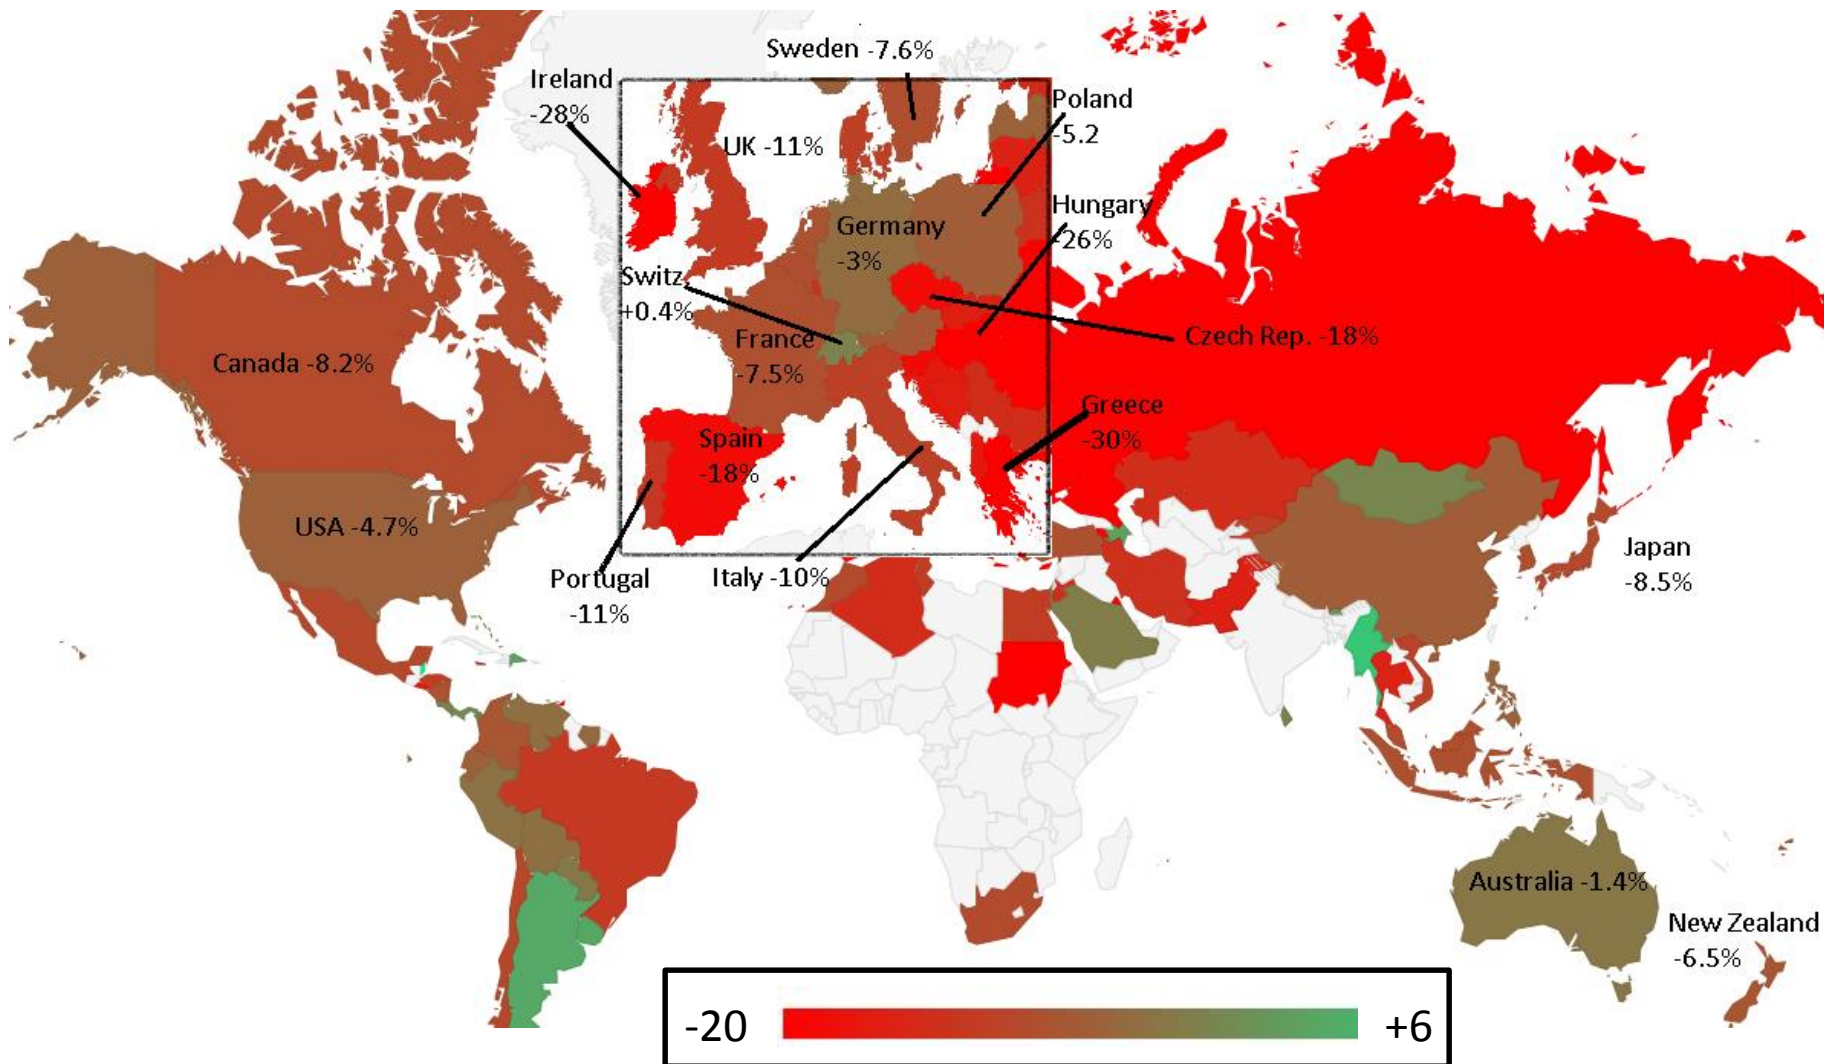 Sweden -7.6%
Ireland
-28%
Poland
-5.2
UK -11%
Hungary
-26%
Germany
-3%
Switz.
+0.4%
Czech Rep. -18%
France
-7.5%
Canada -8.2%
Greece
-30%
Spain
-18%
USA -4.7%
Japan
-8.5%
Portugal
-11%
Italy -10%
Australia -1.4%
New Zealand
-6.5%
-20
+6